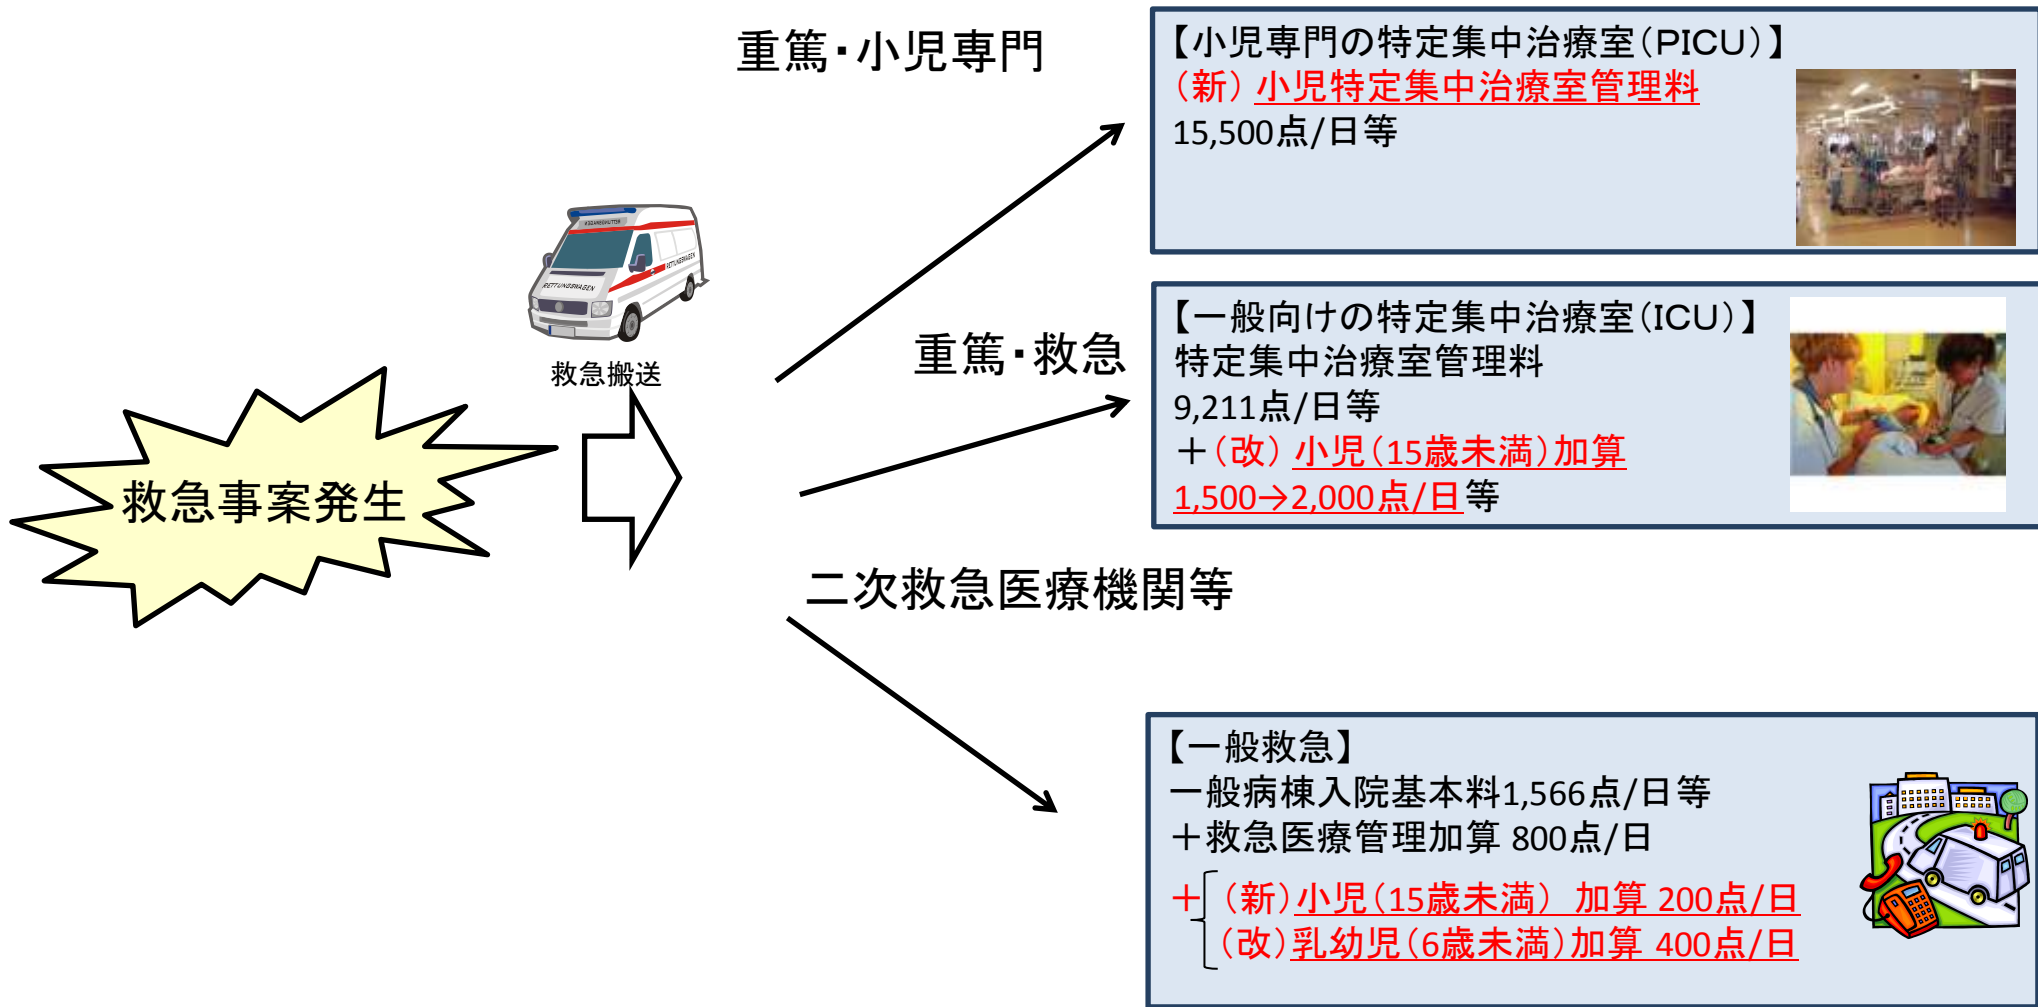 重篤・小児専門
【小児専門の特定集中治療室（PICU）】
（新） 小児特定集中治療室管理料
15,500点/日等
救急搬送
RETTUNGSWAGEN
RETTUNGSWAGEN
重篤・救急
【一般向けの特定集中治療室（ICU）】
特定集中治療室管理料
9,211点/日等
＋（改） 小児（15歳未満）加算
1,500→2,000点/日等
救急事案発生
二次救急医療機関等
【一般救急】
一般病棟入院基本料1,566点/日等
＋救急医療管理加算 800点/日
＋（新）小児（15歳未満） 加算 200点/日
（改）乳幼児（6歳未満）加算 400点/日